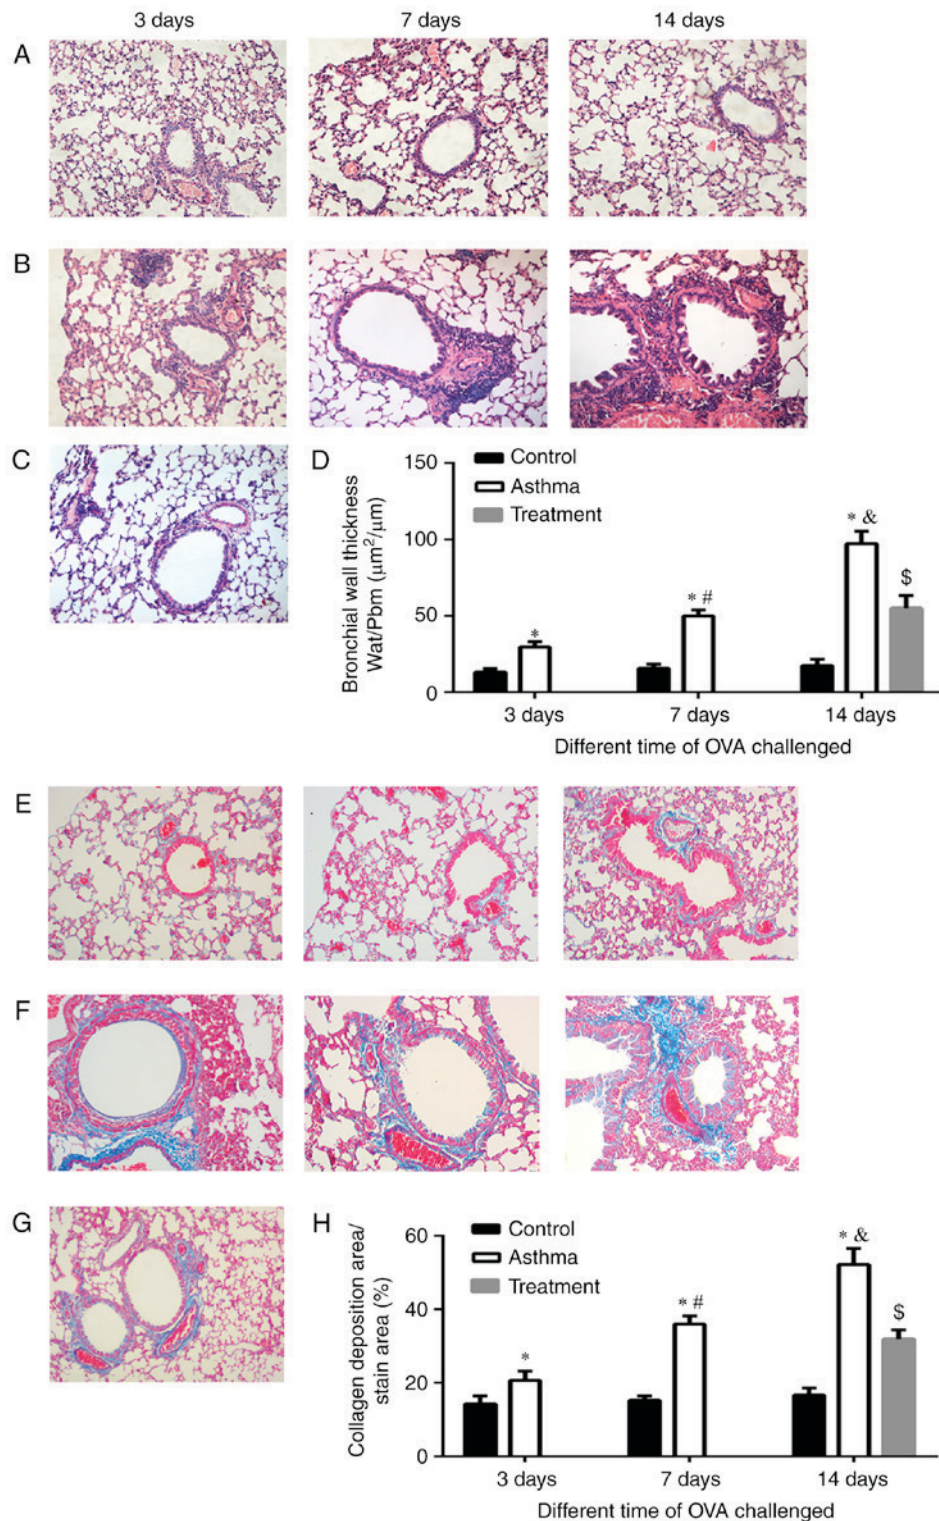 3 days 7 days 14 days
A
B
C
D
150
100
50
0
Bronchial wall thickness
Wat/Pbm (μm²/μm)
Control
Asthma
Treatment
*
* #
* &
$
3 days 7 days 14 days
Different time of OVA challenged
E
F
G
H
60
40
20
0
Collagen deposition area/
stain area (%)
Control
Asthma
Treatment
*
* #
* &
$
3 days 7 days 14 days
Different time of OVA challenged